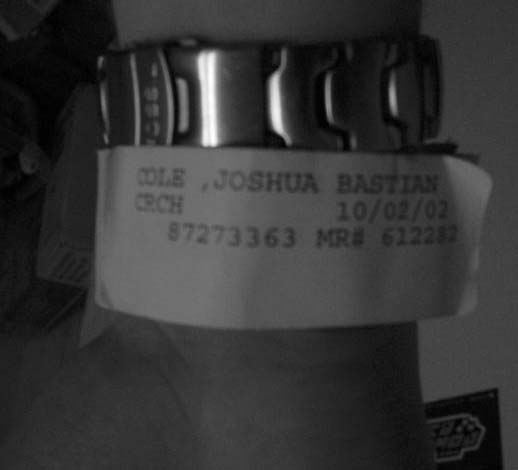 COLE ,JOSHUA BASTIAN
CRCH 10/02/02
87273363 MR# 612282